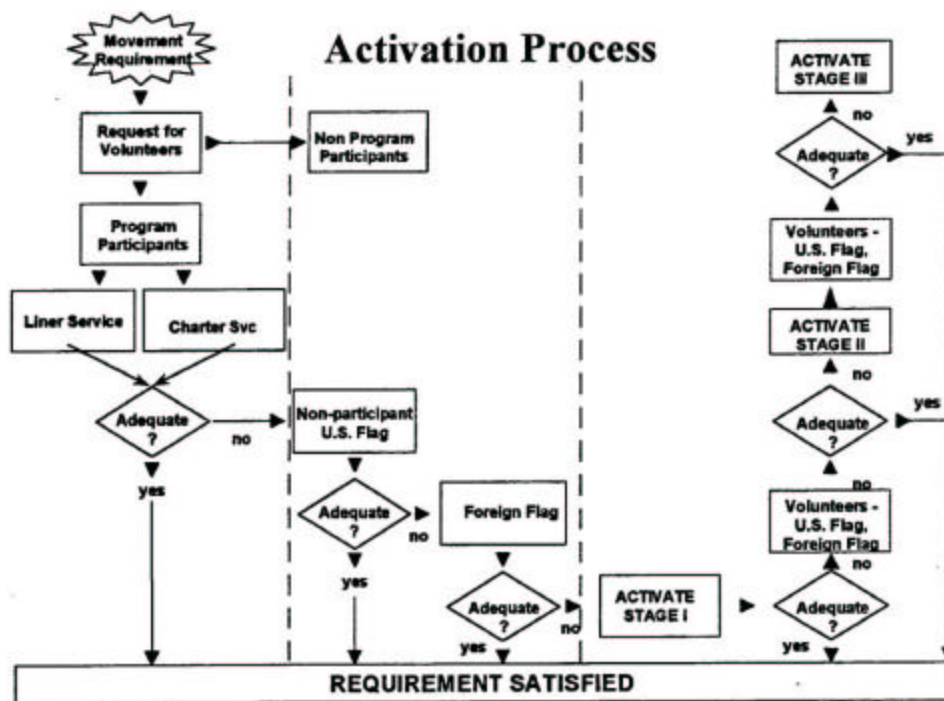 Activation Process
Movement
Requirement
Request for
Volunteers
Non Program
Participants
Program
Participants
Liner Service
Charter Svc
Adequate
?
no
yes
Non-participant
U.S. Flag
Adequate
?
no
yes
Foreign Flag
Adequate
?
no
yes
ACTIVATE
STAGE I
Adequate
?
yes
no
Volunteers -
U.S. Flag,
Foreign Flag
no
Adequate
?
yes
no
ACTIVATE
STAGE II
Volunteers -
U.S. Flag,
Foreign Flag
Adequate
?
yes
no
ACTIVATE
STAGE III
REQUIREMENT SATISFIED